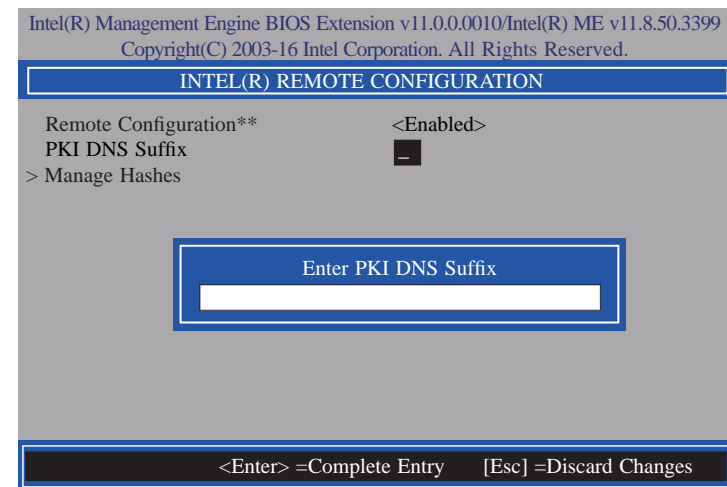 Intel(R) Management Engine BIOS Extension v11.0.0.0010/Intel(R) ME v11.8.50.3399
Copyright(C) 2003-16 Intel Corporation. All Rights Reserved.
INTEL(R) REMOTE CONFIGURATION
Remote Configuration** <Enabled>
PKI DNS Suffix _
> Manage Hashes
Enter PKI DNS Suffix
<Enter> =Complete Entry [Esc] =Discard Changes